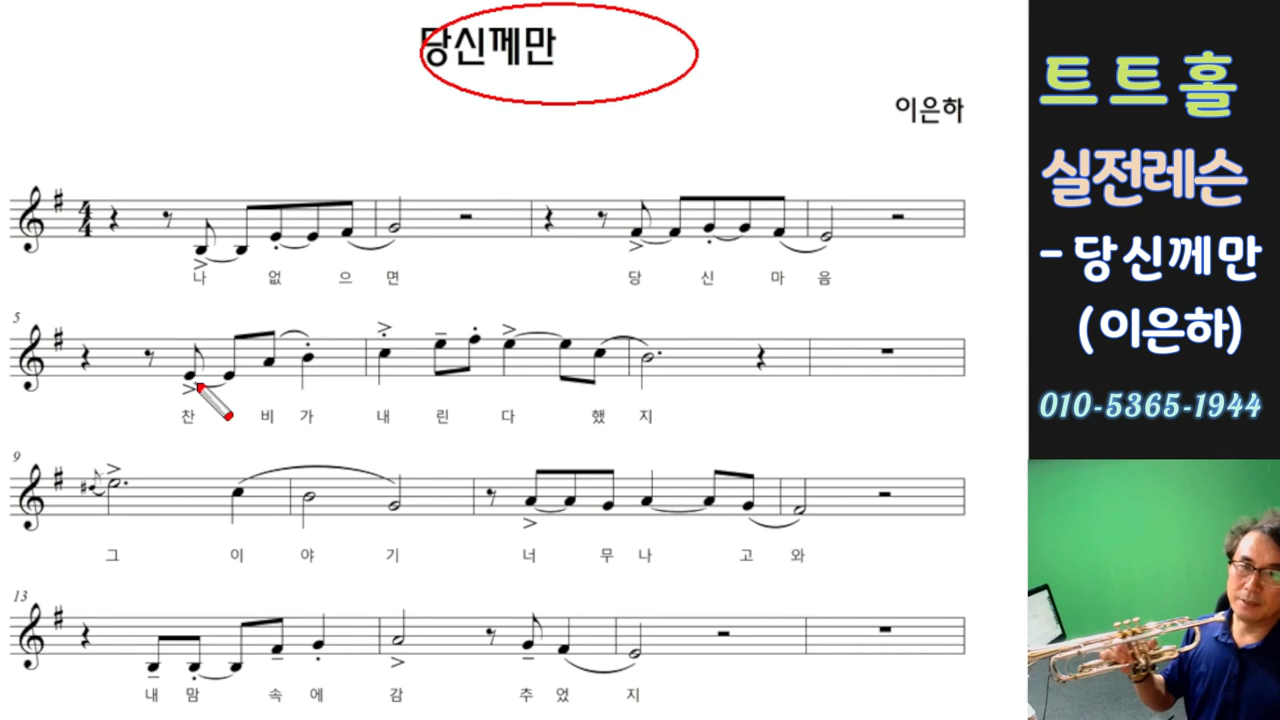 당신께만
이은하
나 없 으 면 당 신 마 음
5
찬 비 가 내 린 다 했 지
9
그 이 야 기 너 무 나 고 와
13
내 맘 속 에 감 추 었 지
트트홀
실전레슨
- 당신께만
(이은하)
010-5365-1944